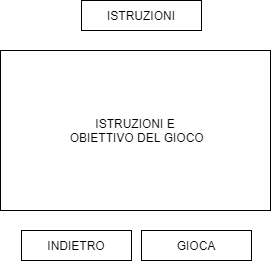 ISTRUZIONI
ISTRUZIONI E
OBIETTIVO DEL GIOCO
INDIETRO
GIOCA